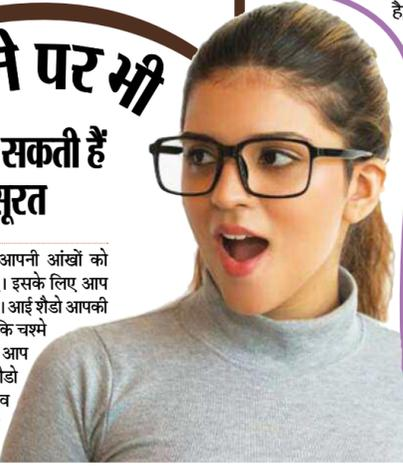 पर भी
सकती हैं
सूरत
आपनी आंखों को
। इसके लिए आप
। आई शैडो आपकी
कि चश्मे
आप
व
है